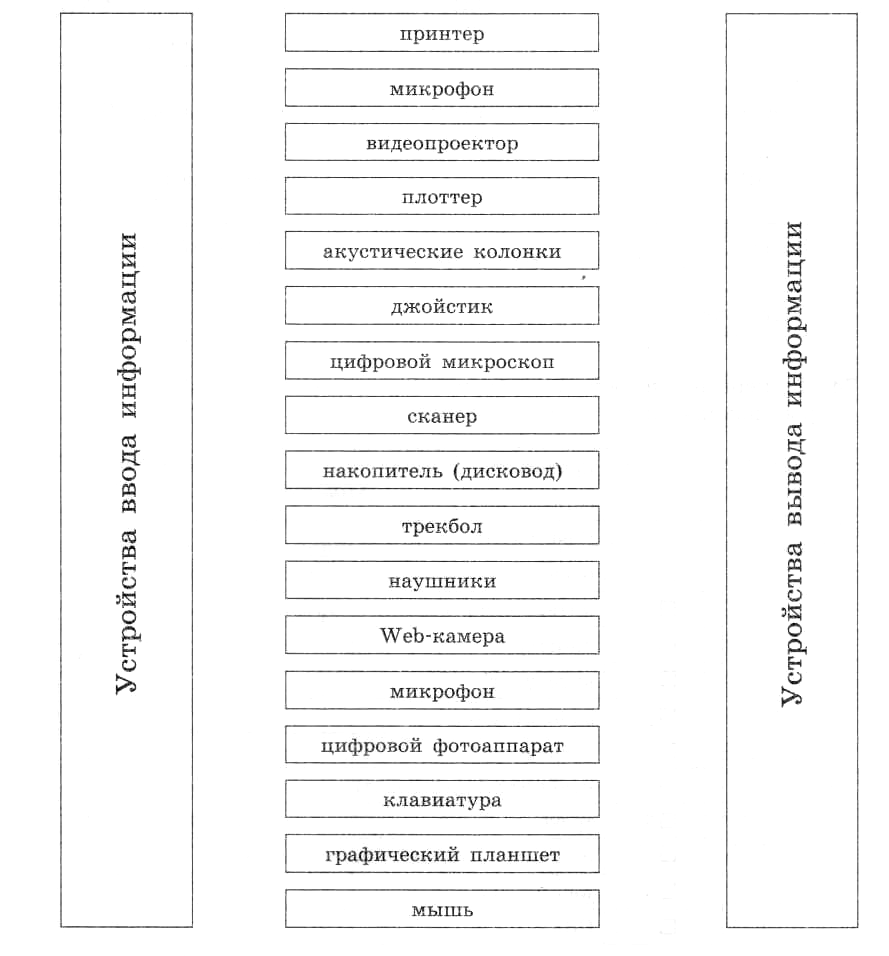 Устройства ввода информации
принтер
микрофон
видеопроектор
плоттер
акустические колонки
джойстик
цифровой микроскоп
сканер
накопитель (дисковод)
трекбол
наушники
Web-камера
микрофон
цифровой фотоаппарат
клавиатура
графический планшет
мышь
Устройства вывода информации